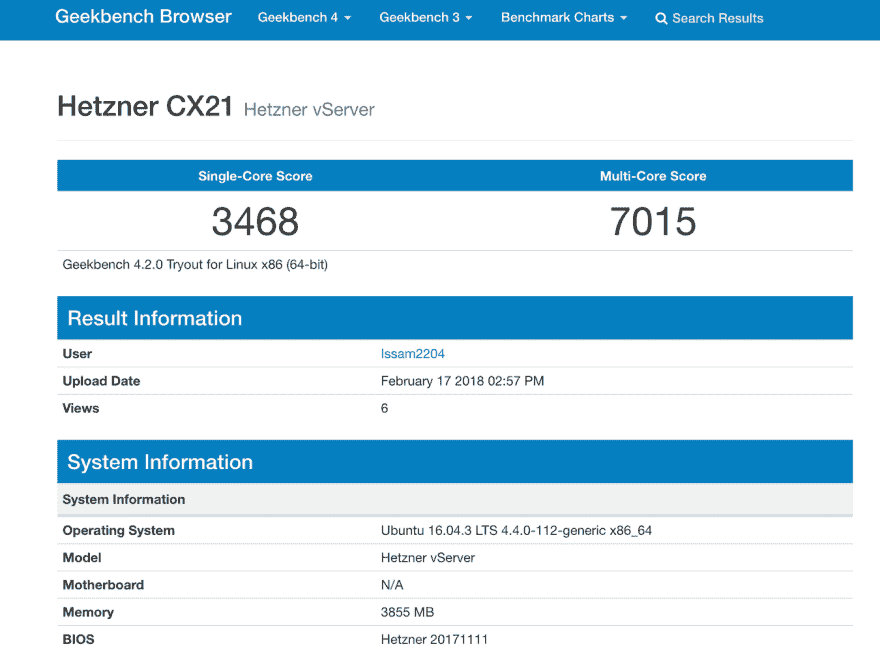 Geekbench Browser Geekbench 4 Geekbench 3 Benchmark Charts Search Results
Hetzner CX21 Hetzner vServer
Single-Core Score Multi-Core Score
3468 7015
Geekbench 4.2.0 Tryout for Linux x86 (64-bit)
Result Information
User Issam2204
Upload Date February 17 2018 02:57 PM
Views 6
System Information
System Information
Operating System Ubuntu 16.04.3 LTS 4.4.0-112-generic x86_64
Model Hetzner vServer
Motherboard N/A
Memory 3855 MB
BIOS Hetzner 20171111